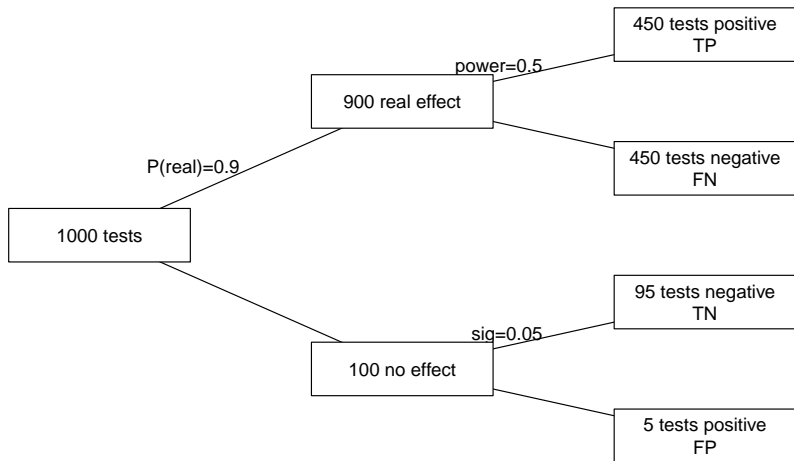 450 tests positive
TP
power=0.5
900 real effect
450 tests negative
FN
P(real)=0.9
1000 tests
95 tests negative
TN
sig=0.05
100 no effect
5 tests positive
FP